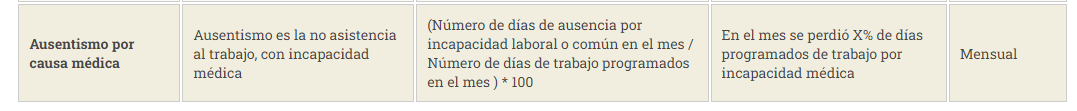 Ausentismo por
causa médica
Ausentismo es la no asistencia
al trabajo, con incapacidad
médica
(Número de días de ausencia por
incapacidad laboral o común en el mes /
Número de días de trabajo programados
en el mes ) * 100
En el mes se perdió X% de días
programados de trabajo por
incapacidad médica
Mensual